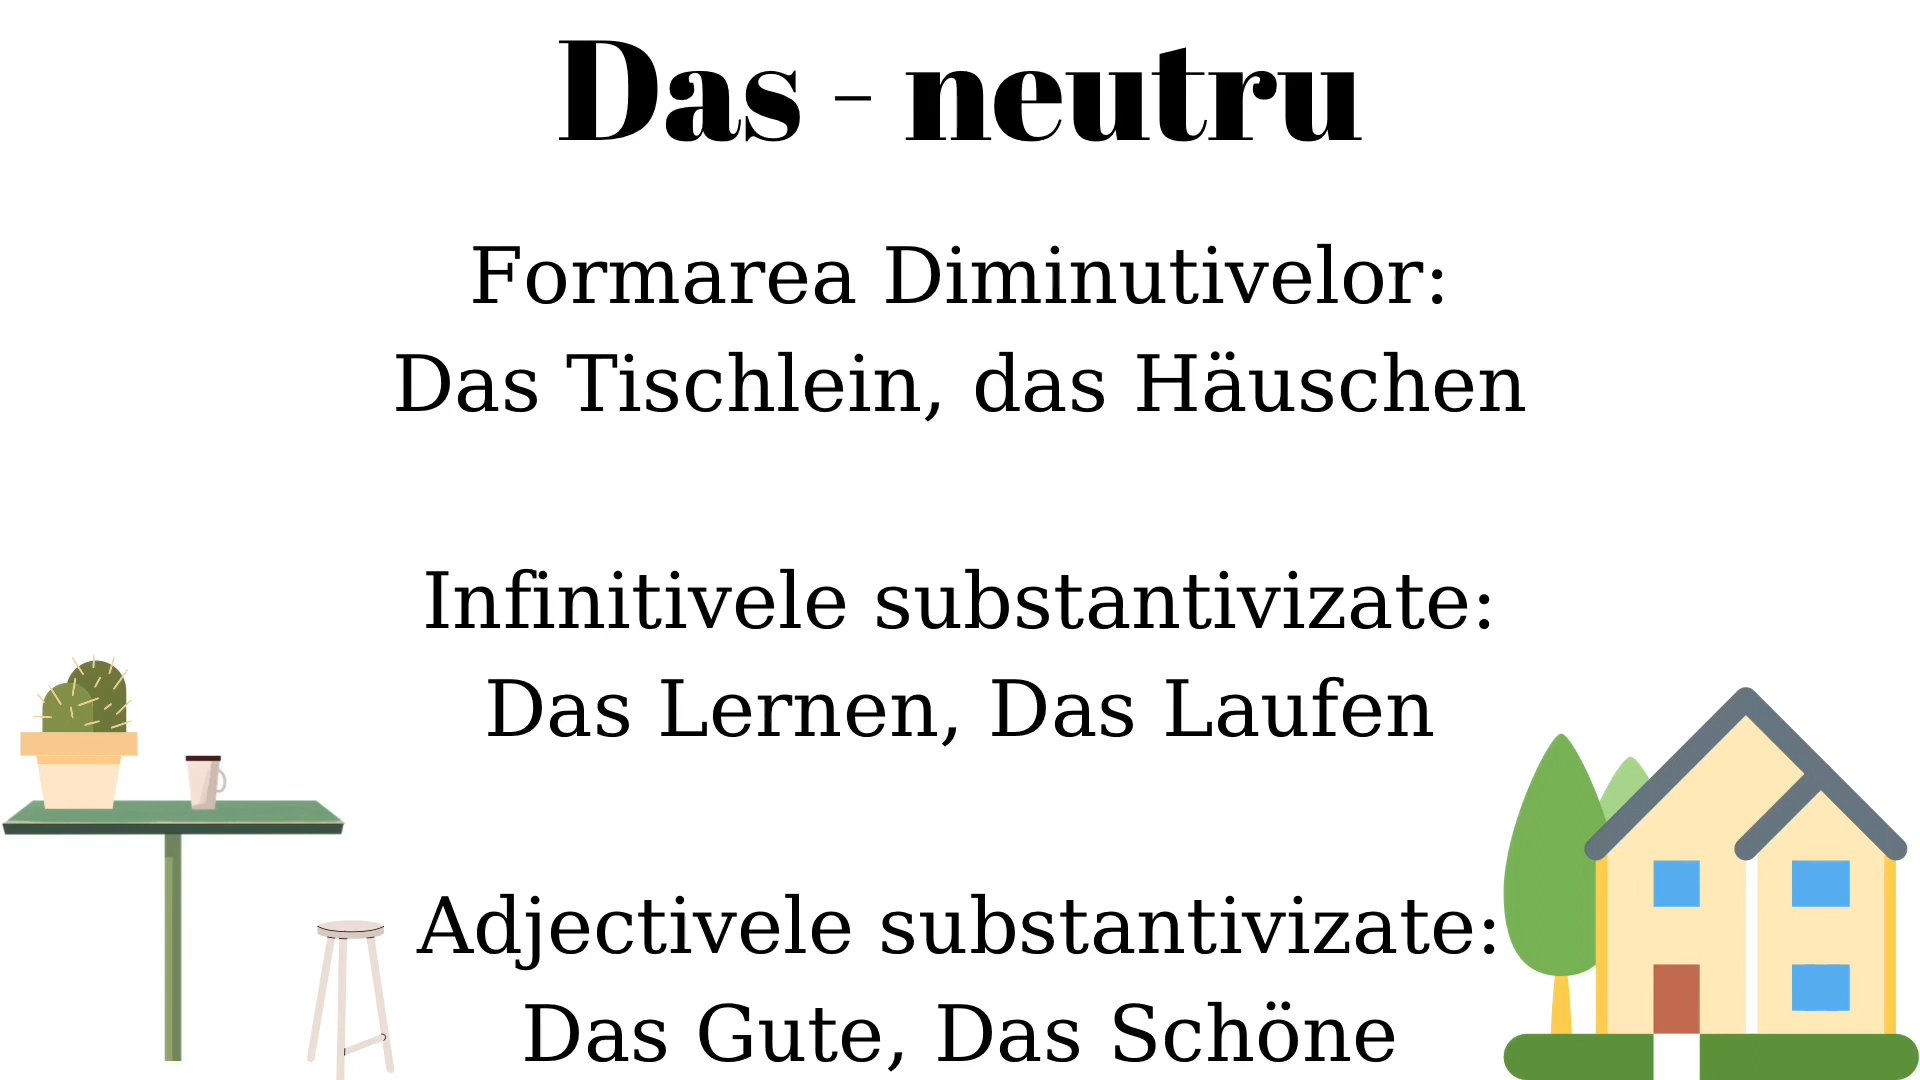 Das - neutru
Formarea Diminutivelor:
Das Tischlein, das Häuschen
Infinitivele substantivizate:
Das Lernen, Das Laufen
Adjectivele substantivizate:
Das Gute, Das Schöne